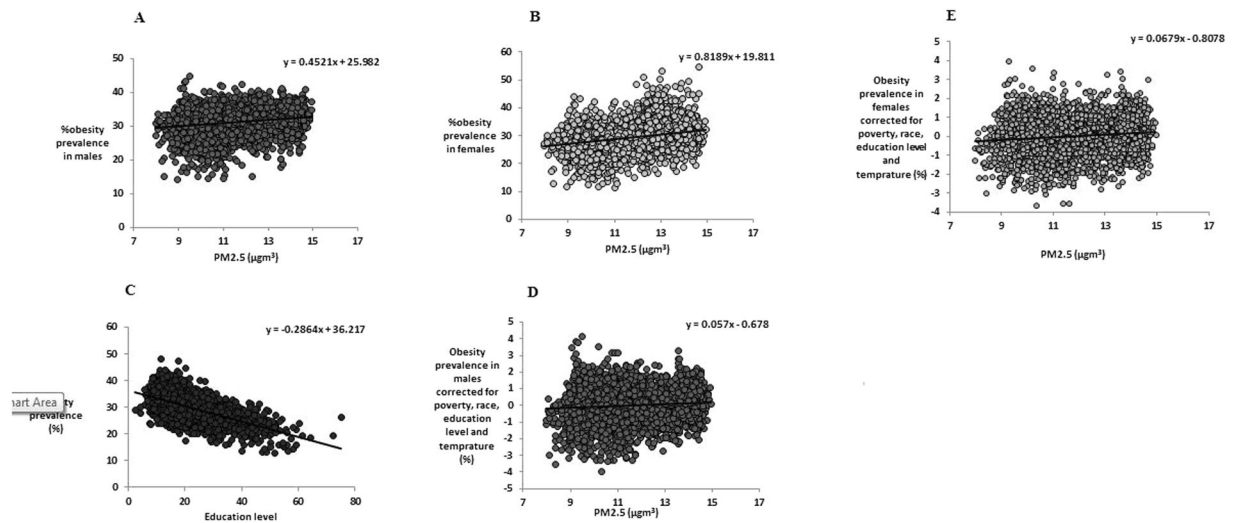 A
y = 0.4521x + 25.982
%obesity
prevalence
in males
50
40
30
20
10
0
7 9 11 13 15 17
PM2.5 (µgm³)
B
y = 0.8189x + 19.811
%obesity
prevalence
in females
60
50
40
30
20
10
0
7 9 11 13 15 17
PM2.5 (µgm³)
E
y = 0.0679x - 0.8078
Obesity
prevalence in
females
corrected for
poverty, race,
education level
and
temprature (%)
5
4
3
2
1
0
-1
-2
-3
-4
7 9 11 13 15 17
PM2.5 (µgm³)
C
y = -0.2864x + 36.217
hart Area
ty
prevalence
(%)
60
50
40
30
20
10
0
0 20 40 60 80
Education level
D
y = 0.057x - 0.678
Obesity
prevalence in
males
corrected for
poverty, race,
education
level and
temprature
(%)
5
4
3
2
1
0
-1
-2
-3
-4
-5
7 9 11 13 15 17
PM2.5 (µgm³)